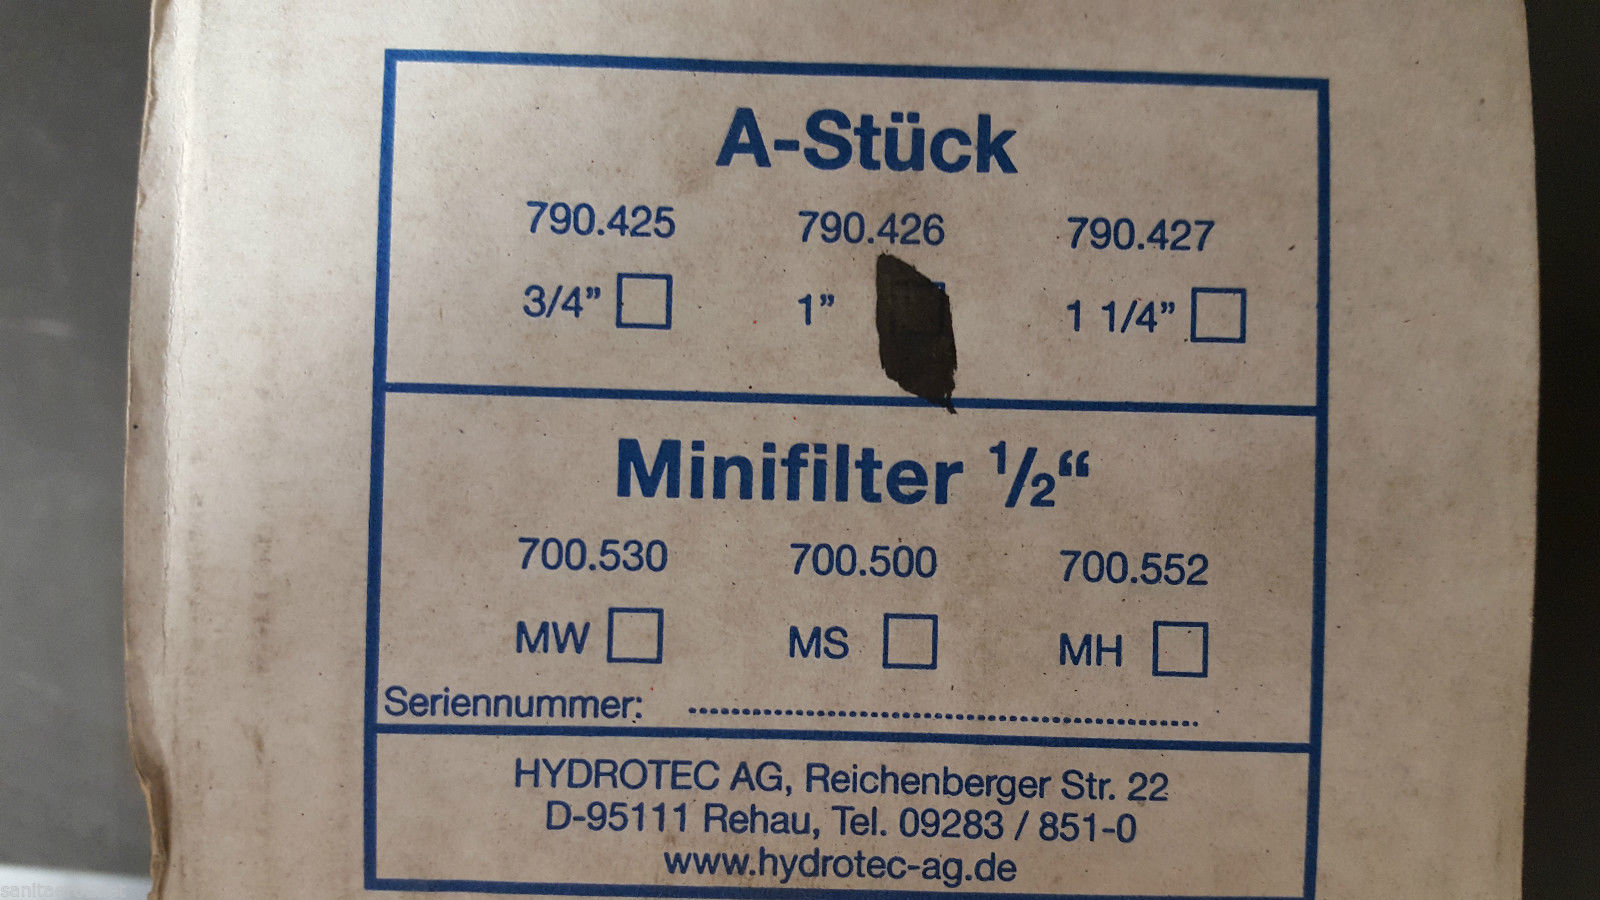 A-Stück
790.425 790.426 790.427
3/4” 1” 1 1/4”
Minifilter ½“
700.530 700.500 700.552
MW MS MH
Seriennummer: ........................................................
HYDROTEC AG, Reichenberger Str. 22
D-95111 Rehau, Tel. 09283 / 851-0
www.hydrotec-ag.de